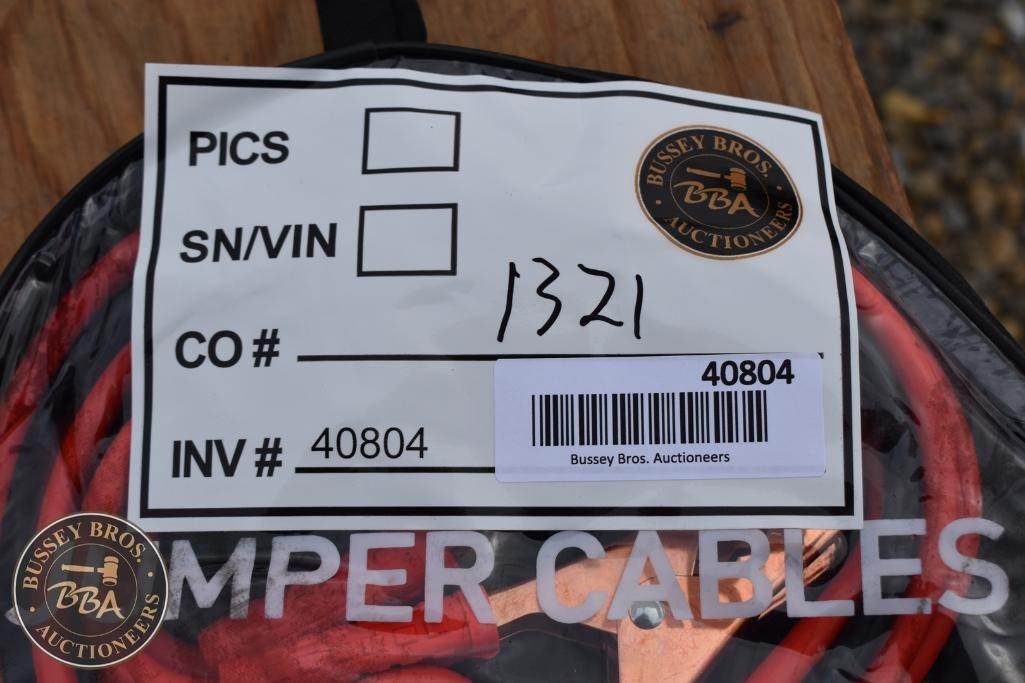 PICS
BUSSEY BROS.
BBA
AUCTIONEERS
SN/VIN
1321
CO #
40804
INV # 40804
Bussey Bros. Auctioneers
MPER CABLES
BUSSEY BROS.
BBA
AUCTIONEERS